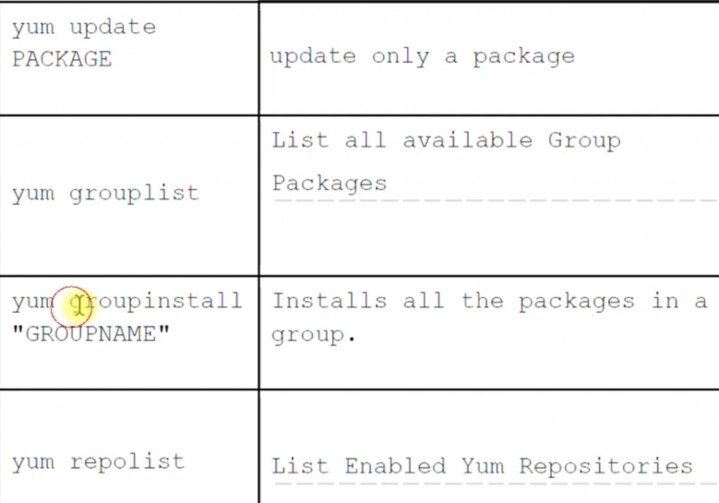 yum update
PACKAGE
update only a package
yum grouplist
List all available Group
Packages
yum groupinstall
"GROUPNAME"
Installs all the packages in a
group.
yum repolist
List Enabled Yum Repositories